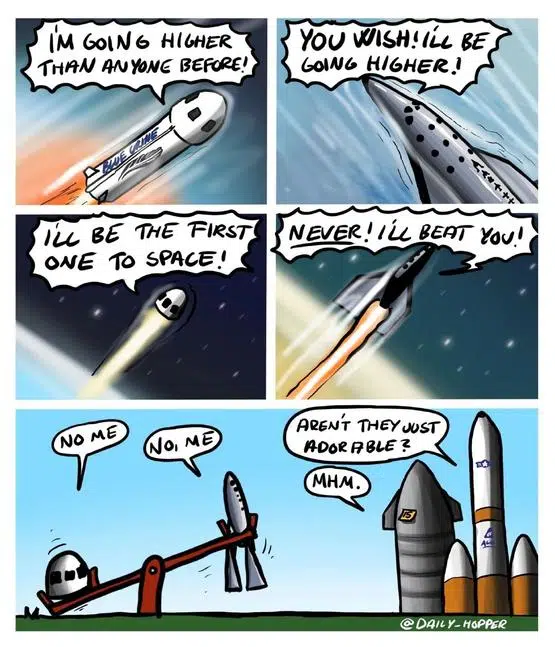 I'M GOING HIGHER
THAN ANYONE BEFORE!
YOU WISH! I'LL BE
GOING HIGHER!
I'LL BE THE FIRST
ONE TO SPACE!
NEVER! I'LL BEAT YOU!
NO ME
NO, ME
AREN'T THEY JUST
ADORABLE?
MHM.
15
@DAILY_HOPPER